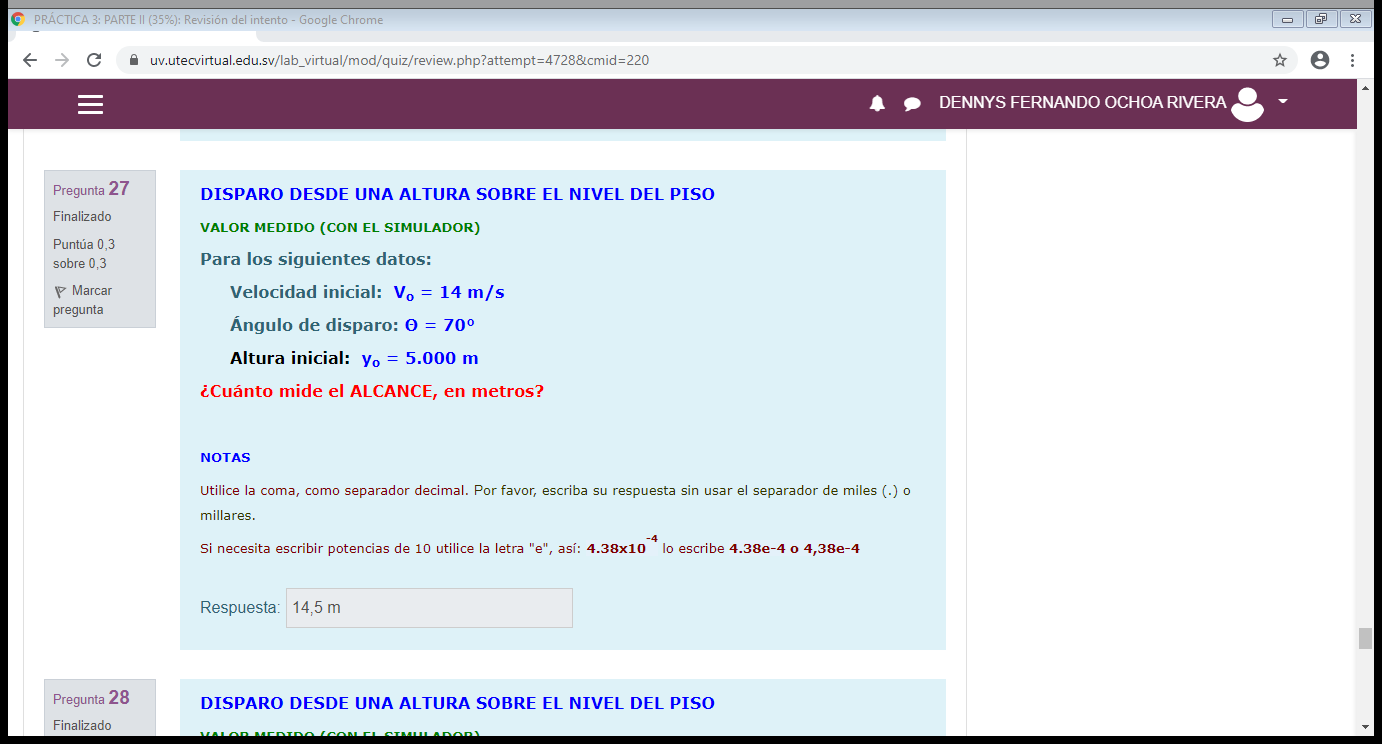 PRÁCTICA 3: PARTE II (35%): Revisión del intento - Google Chrome
uv.utecvirtual.edu.sv/lab_virtual/mod/quiz/review.php?attempt=4728&cmid=220
DENNYS FERNANDO OCHOA RIVERA
Pregunta 27
Finalizado
Puntúa 0,3
sobre 0,3
Marcar
pregunta
DISPARO DESDE UNA ALTURA SOBRE EL NIVEL DEL PISO
VALOR MEDIDO (CON EL SIMULADOR)
Para los siguientes datos:
Velocidad inicial: Vo = 14 m/s
Ángulo de disparo: Θ = 70º
Altura inicial: yo = 5.000 m
¿Cuánto mide el ALCANCE, en metros?
NOTAS
Utilice la coma, como separador decimal. Por favor, escriba su respuesta sin usar el separador de miles (.) o
millares.
Si necesita escribir potencias de 10 utilice la letra "e", así: 4.38x10-4 lo escribe 4.38e-4 o 4,38e-4
Respuesta: 14,5 m
Pregunta 28
Finalizado
DISPARO DESDE UNA ALTURA SOBRE EL NIVEL DEL PISO
VALOR MEDIDO (CON EL SIMULADOR)